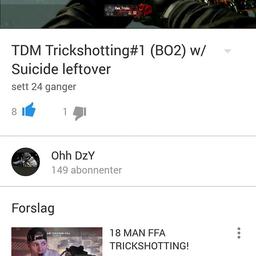 TDM Trickshotting#1 (BO2) w/
Suicide leftover
sett 24 ganger
8 1
Ohh DzY
149 abonnenter
Forslag
18 MAN FFA
TRICKSHOTTING!